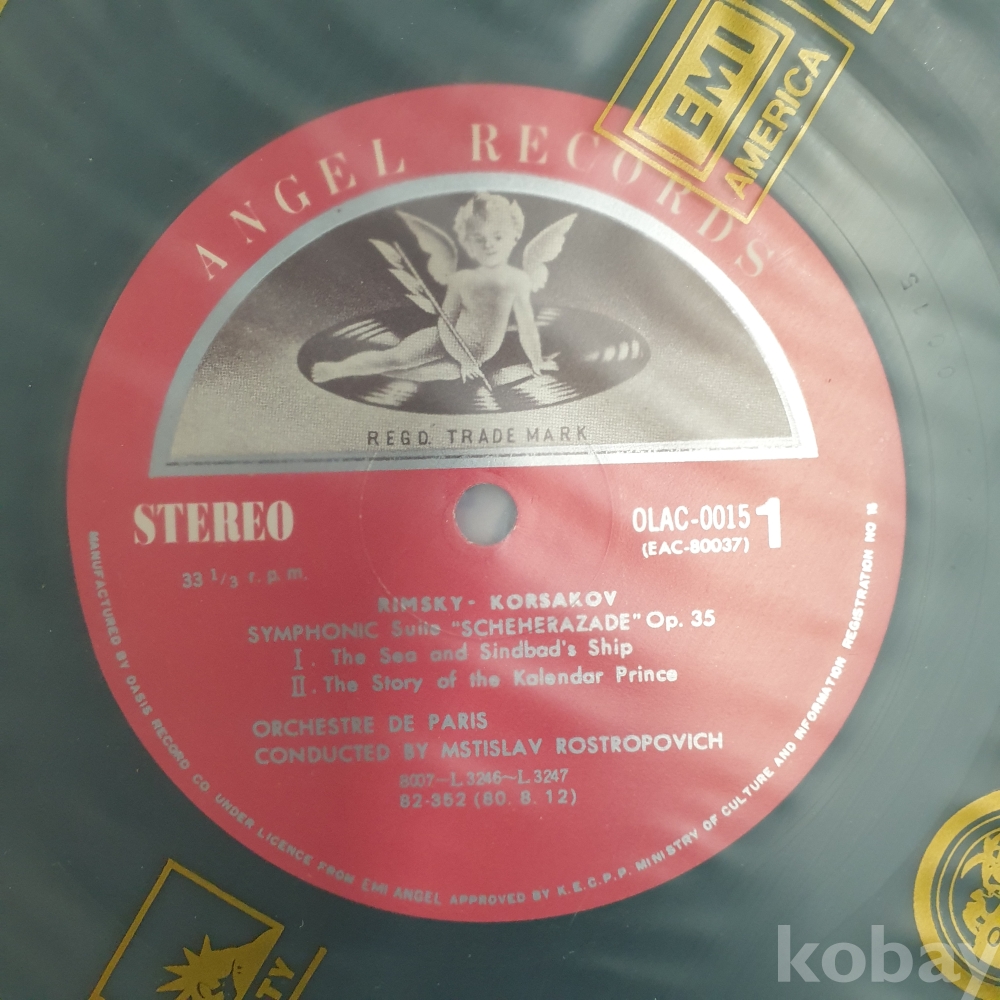 EMI
AMERICA
ANGEL RECORDS
REGD. TRADE MARK
STEREO
OLAC-0015 1
(EAC-80037)
33 1/3 r.p.m.
RIMSKY- KORSAKOV
SYMPHONIC Suite "SCHEHERAZADE" Op. 35
I. The Sea and Sindbad's Ship
II. The Story of the Kalendar Prince
ORCHESTRE DE PARIS
CONDUCTED BY MSTISLAV ROSTROPOVICH
8007-L.3246~L.3247
82-352 (80. 8. 12)
MANUFACTURED BY OASIS RECORD CO. UNDER LICENCE FROM EMI ANGEL APPROVED BY K.E.C.P.P. MINISTRY OF CULTURE AND INFORMATION REGISTRATION NO 16
kobay